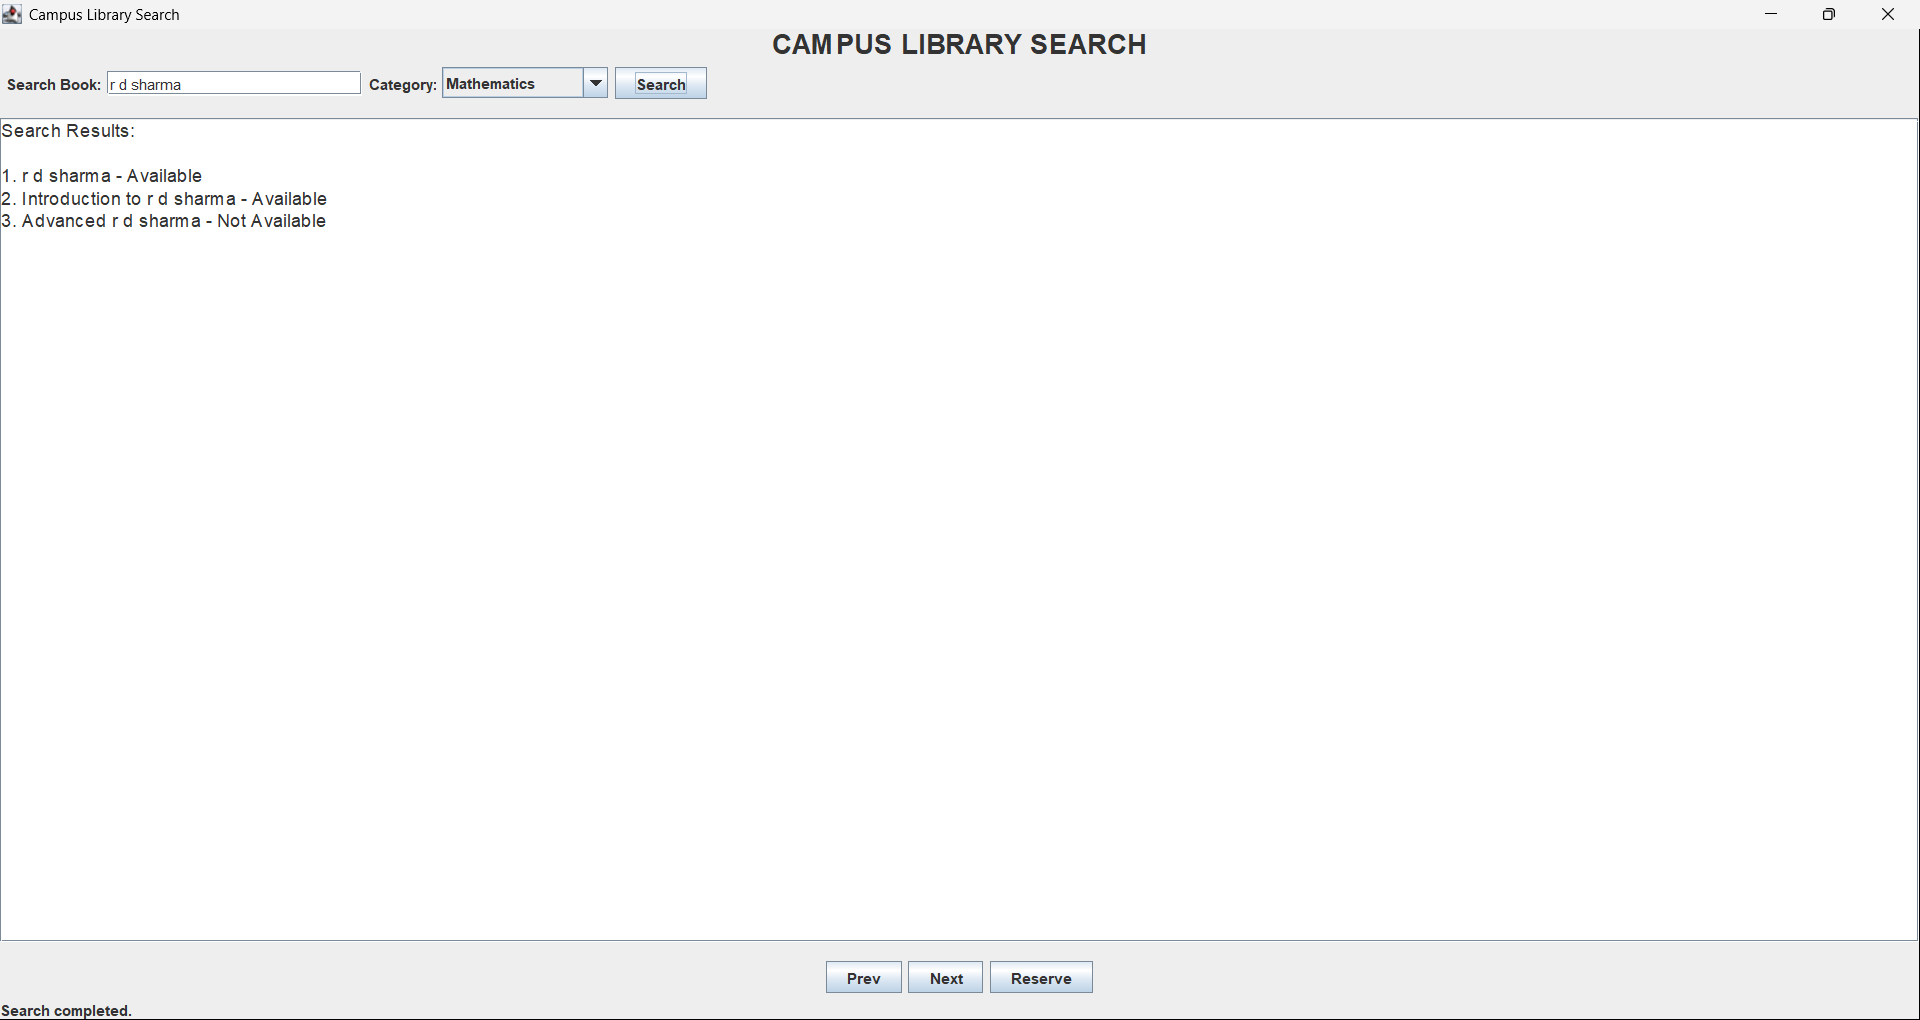 Campus Library Search
CAMPUS LIBRARY SEARCH
Search Book: r d sharma Category: Mathematics Search
Search Results:
1. r d sharma - Available
2. Introduction to r d sharma - Available
3. Advanced r d sharma - Not Available
Prev Next Reserve
Search completed.